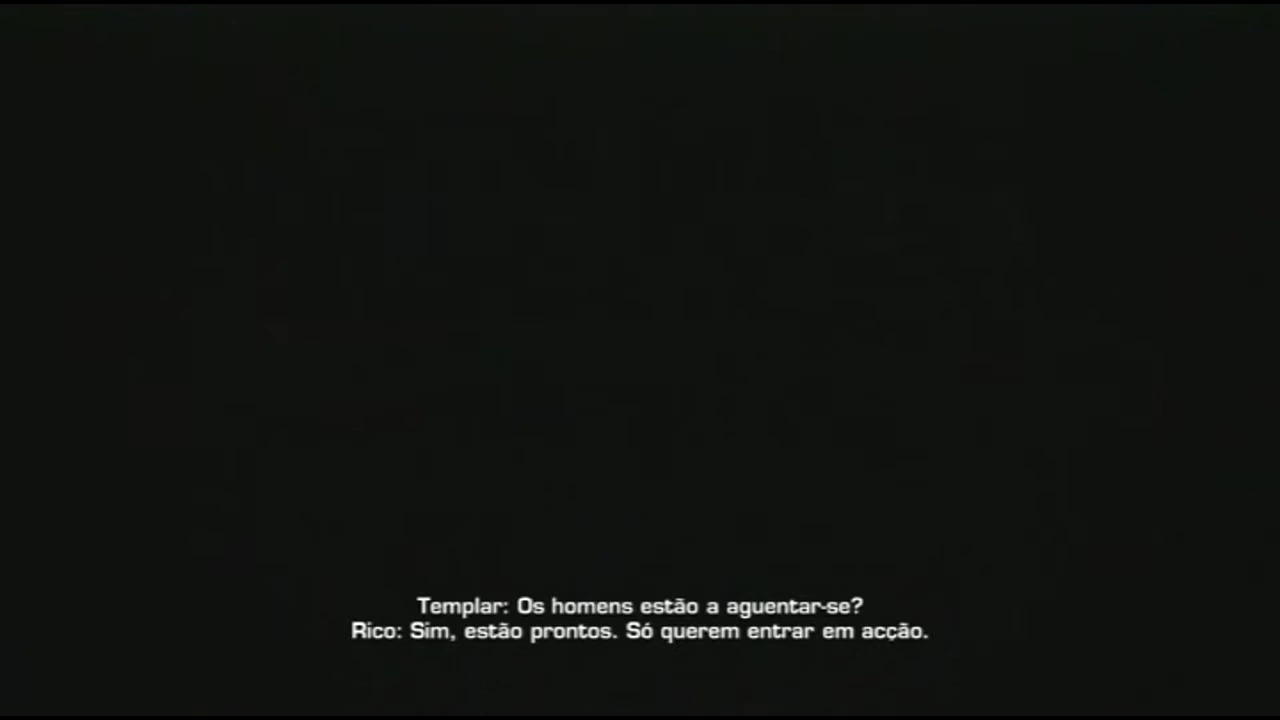 Templar: Os homens estão a aguentar-se?
Rico: Sim, estão prontos. Só querem entrar em acção.